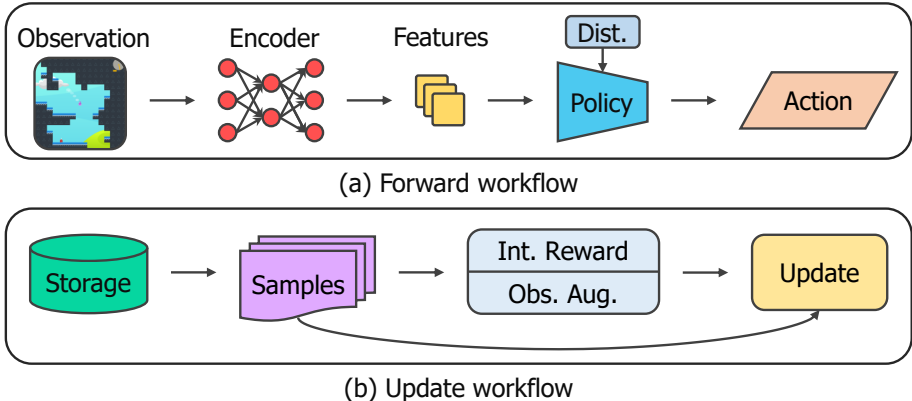 Observation
Encoder
Features
Dist.
Policy
Action
(a) Forward workflow
Storage
Samples
Int. Reward
Obs. Aug.
Update
(b) Update workflow